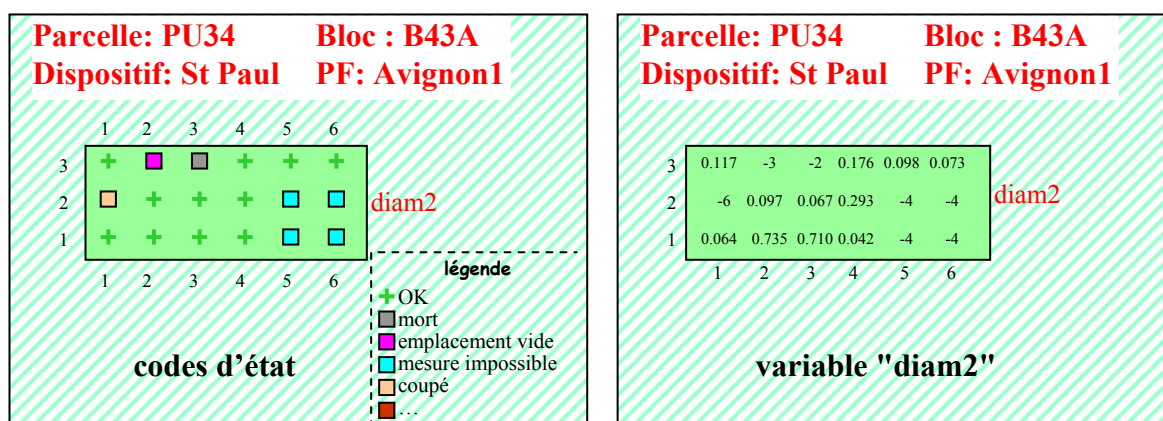 Parcelle: PU34 Bloc : B43A
Dispositif: St Paul PF: Avignon1
1 2 3 4 5 6
3
2 diam2
1
1 2 3 4 5 6
légende
OK
mort
emplacement vide
mesure impossible
coupé
…
codes d’état
Parcelle: PU34 Bloc : B43A
Dispositif: St Paul PF: Avignon1
3 0.117 -3 -2 0.176 0.098 0.073
2 -6 0.097 0.067 0.293 -4 -4 diam2
1 0.064 0.735 0.710 0.042 -4 -4
1 2 3 4 5 6
variable "diam2"